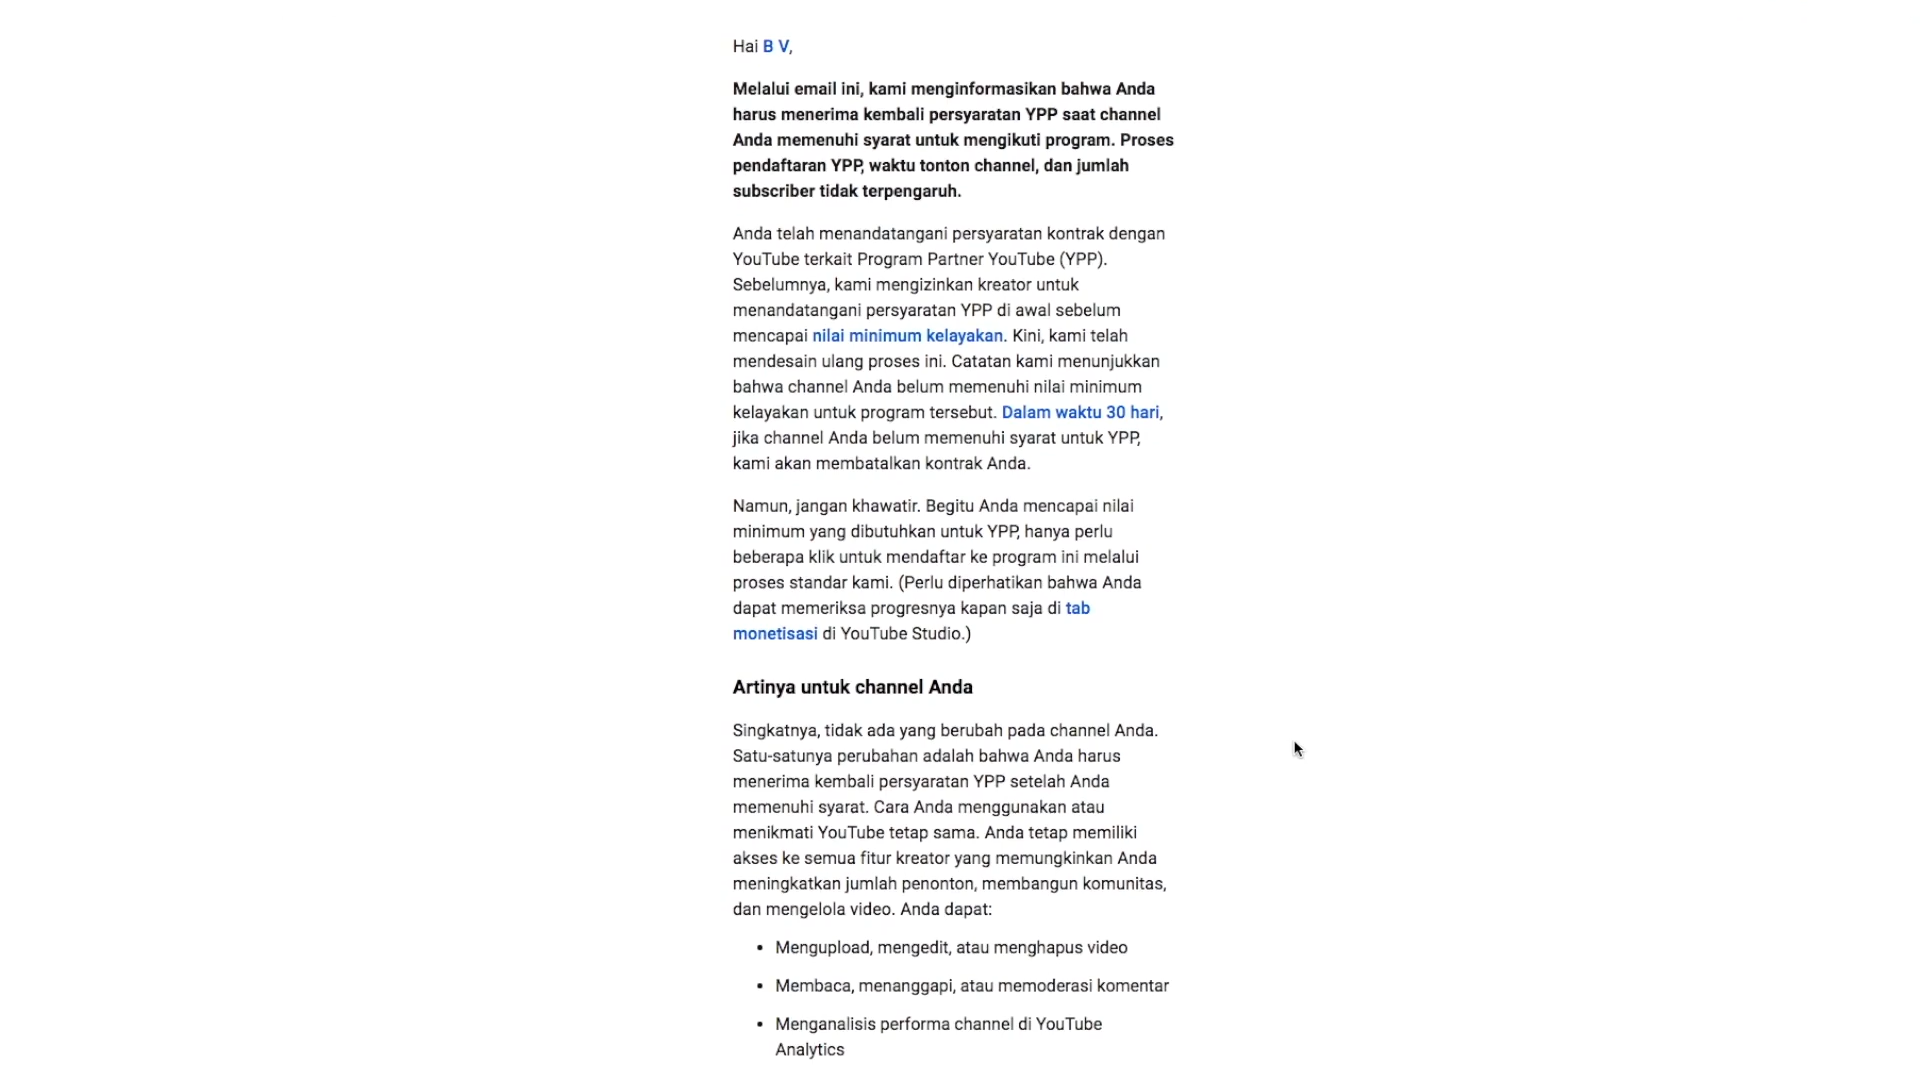 Hai B V,
Melalui email ini, kami menginformasikan bahwa Anda
harus menerima kembali persyaratan YPP saat channel
Anda memenuhi syarat untuk mengikuti program. Proses
pendaftaran YPP, waktu tonton channel, dan jumlah
subscriber tidak terpengaruh.
Anda telah menandatangani persyaratan kontrak dengan
YouTube terkait Program Partner YouTube (YPP).
Sebelumnya, kami mengizinkan kreator untuk
menandatangani persyaratan YPP di awal sebelum
mencapai nilai minimum kelayakan. Kini, kami telah
mendesain ulang proses ini. Catatan kami menunjukkan
bahwa channel Anda belum memenuhi nilai minimum
kelayakan untuk program tersebut. Dalam waktu 30 hari,
jika channel Anda belum memenuhi syarat untuk YPP,
kami akan membatalkan kontrak Anda.
Namun, jangan khawatir. Begitu Anda mencapai nilai
minimum yang dibutuhkan untuk YPP, hanya perlu
beberapa klik untuk mendaftar ke program ini melalui
proses standar kami. (Perlu diperhatikan bahwa Anda
dapat memeriksa progresnya kapan saja di tab
monetisasi di YouTube Studio.)
Artinya untuk channel Anda
Singkatnya, tidak ada yang berubah pada channel Anda.
Satu-satunya perubahan adalah bahwa Anda harus
menerima kembali persyaratan YPP setelah Anda
memenuhi syarat. Cara Anda menggunakan atau
menikmati YouTube tetap sama. Anda tetap memiliki
akses ke semua fitur kreator yang memungkinkan Anda
meningkatkan jumlah penonton, membangun komunitas,
dan mengelola video. Anda dapat:
• Mengupload, mengedit, atau menghapus video
• Membaca, menanggapi, atau memoderasi komentar
• Menganalisis performa channel di YouTube
Analytics